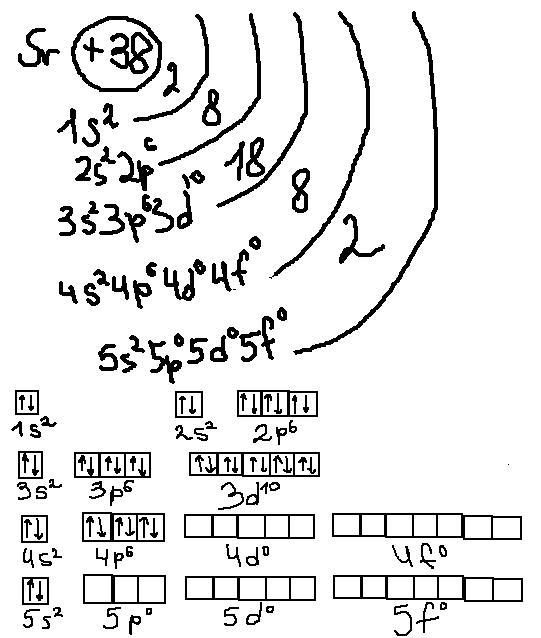 Sr +38 2 8 18 8 2
1s²
2s²2p⁶
3s²3p⁶3d¹⁰
4s²4p⁶4d⁰4f⁰
5s²5p⁰5d⁰5f⁰
1s² 2s² 2p⁶
3s² 3p⁶ 3d¹⁰
4s² 4p⁶ 4d⁰ 4f⁰
5s² 5p⁰ 5d⁰ 5f⁰